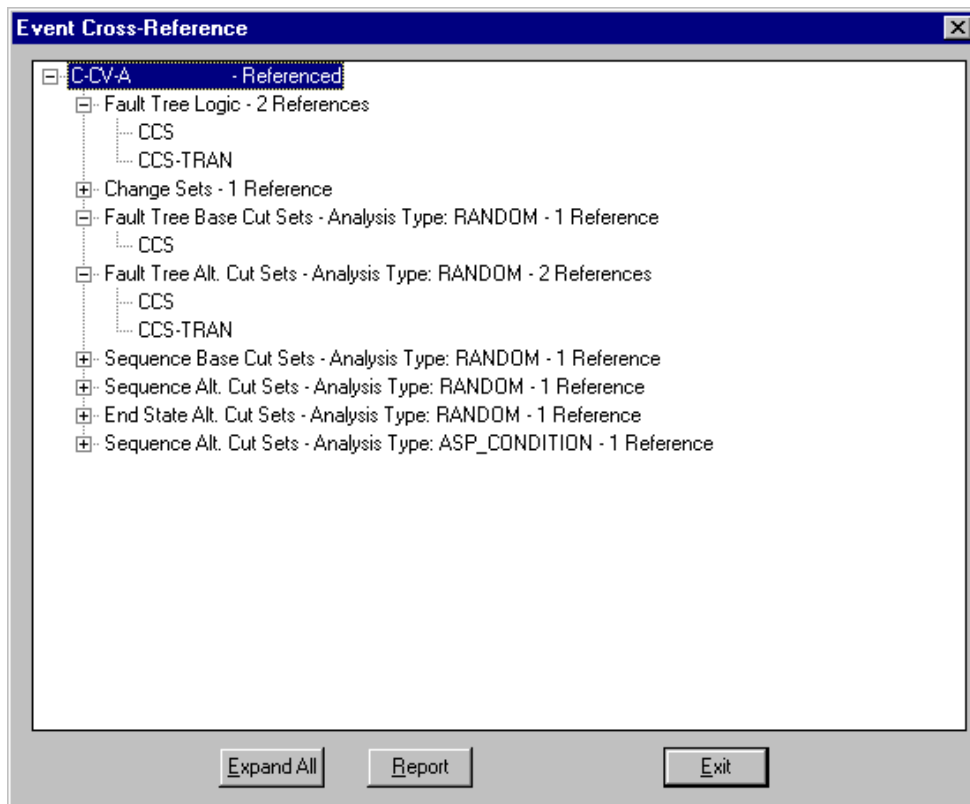 Event Cross-Reference
C-CV-A - Referenced
Fault Tree Logic - 2 References
CCS
CCS-TRAN
Change Sets - 1 Reference
Fault Tree Base Cut Sets - Analysis Type: RANDOM - 1 Reference
CCS
Fault Tree Alt. Cut Sets - Analysis Type: RANDOM - 2 References
CCS
CCS-TRAN
Sequence Base Cut Sets - Analysis Type: RANDOM - 1 Reference
Sequence Alt. Cut Sets - Analysis Type: RANDOM - 1 Reference
End State Alt. Cut Sets - Analysis Type: RANDOM - 1 Reference
Sequence Alt. Cut Sets - Analysis Type: ASP_CONDITION - 1 Reference
Expand All Report Exit